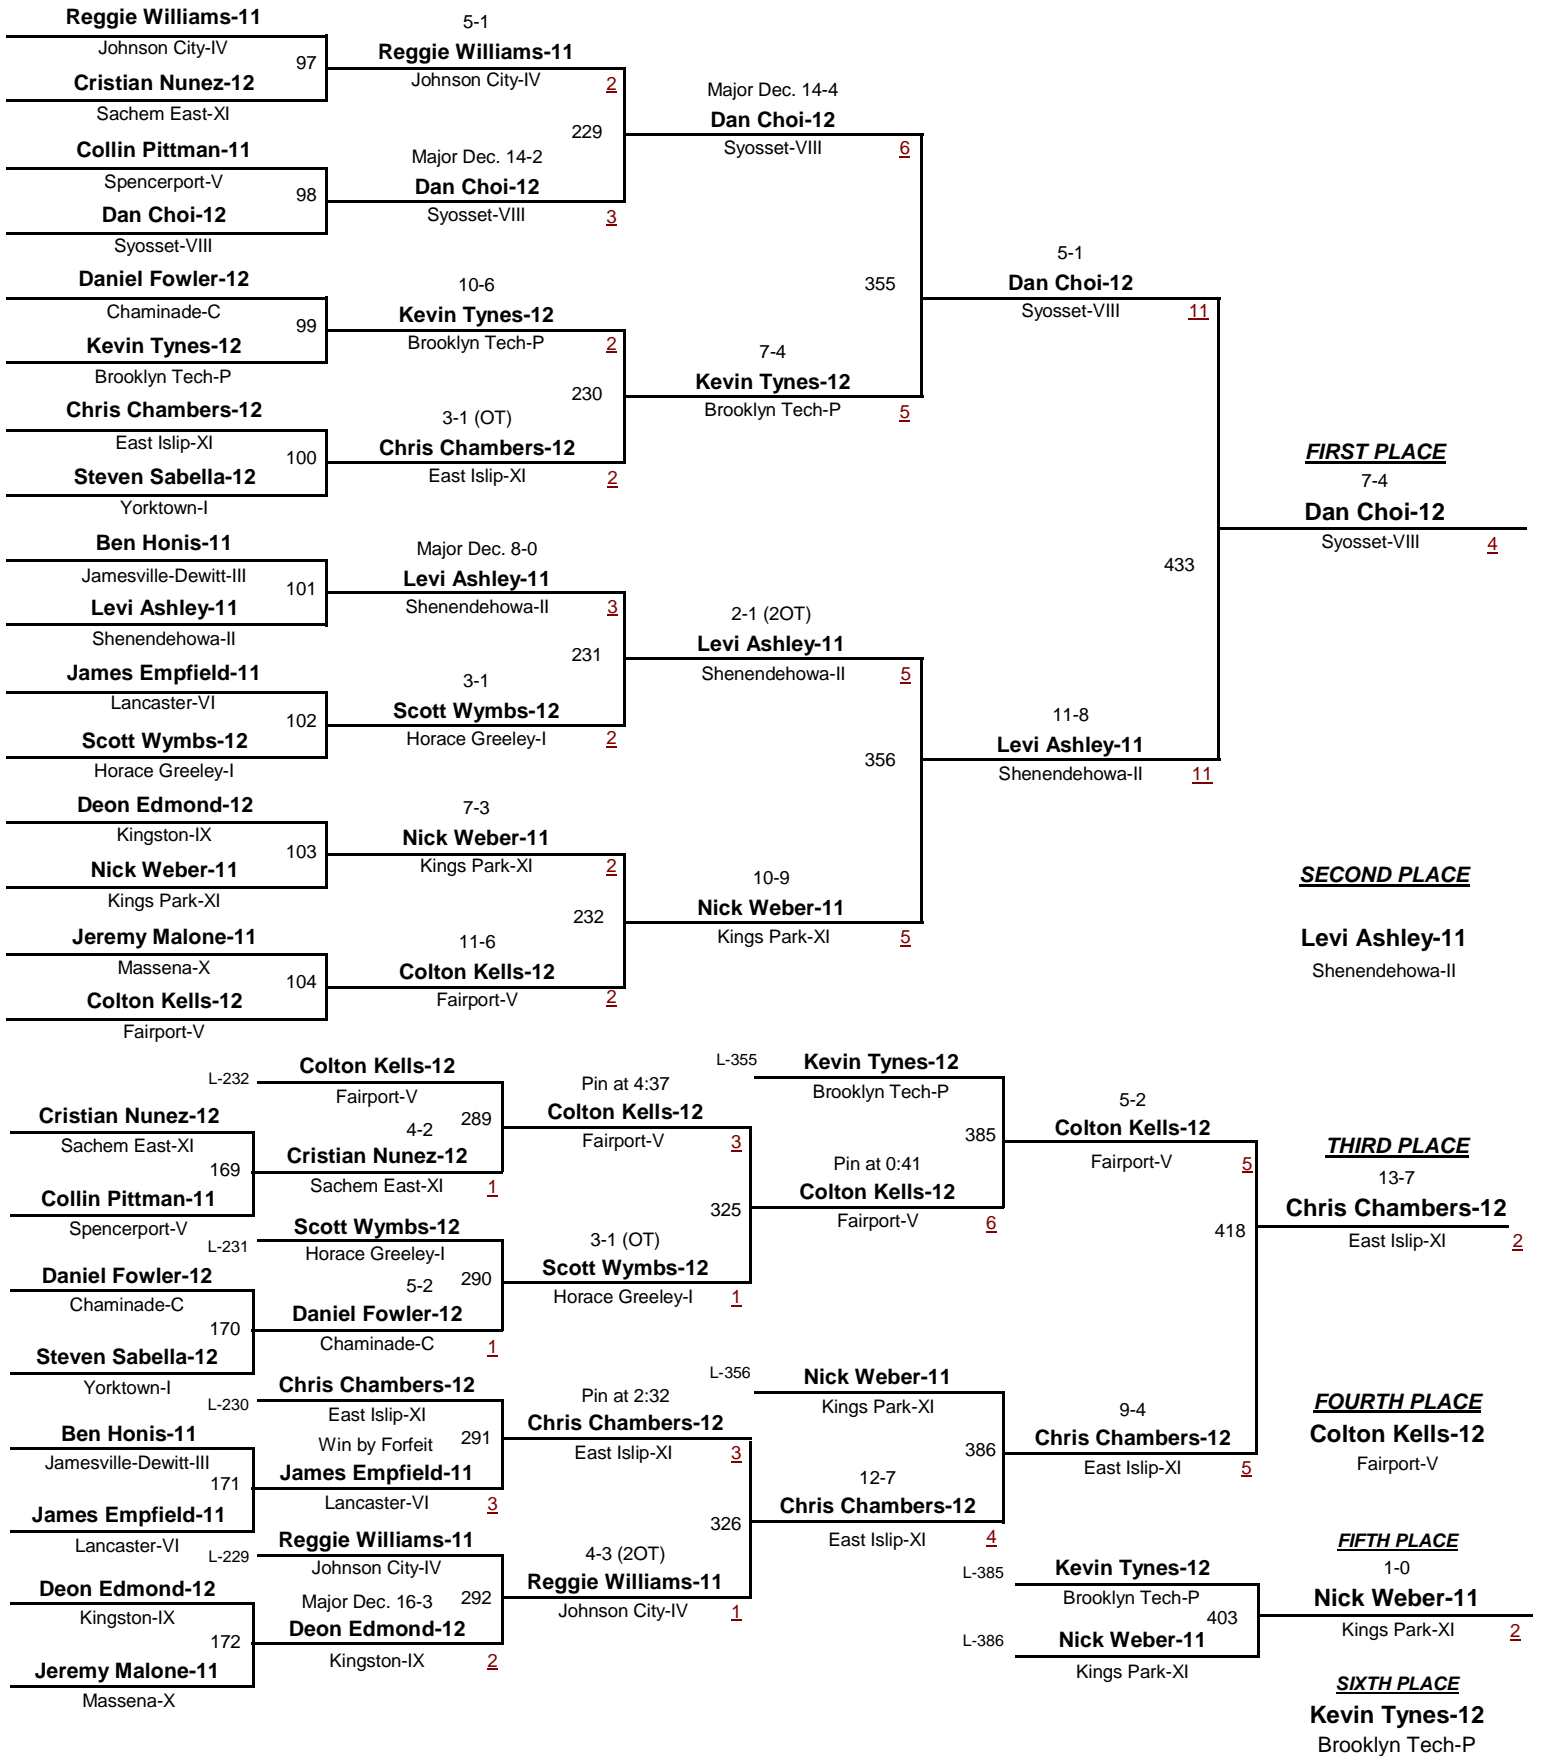 Reggie Williams-11
Johnson City-IV
97
Cristian Nunez-12
Sachem East-XI
Collin Pittman-11
Spencerport-V
98
Dan Choi-12
Syosset-VIII
Daniel Fowler-12
Chaminade-C
99
Kevin Tynes-12
Brooklyn Tech-P
Chris Chambers-12
East Islip-XI
100
Steven Sabella-12
Yorktown-I
Ben Honis-11
Jamesville-Dewitt-III
101
Levi Ashley-11
Shenendehowa-II
James Empfield-11
Lancaster-VI
102
Scott Wymbs-12
Horace Greeley-I
Deon Edmond-12
Kingston-IX
103
Nick Weber-11
Kings Park-XI
Jeremy Malone-11
Massena-X
104
Colton Kells-12
Fairport-V
5-1
Reggie Williams-11
Johnson City-IV
2
229
Major Dec. 14-2
Dan Choi-12
Syosset-VIII
3
10-6
Kevin Tynes-12
Brooklyn Tech-P
2
230
3-1 (OT)
Chris Chambers-12
East Islip-XI
2
Major Dec. 8-0
Levi Ashley-11
Shenendehowa-II
3
231
3-1
Scott Wymbs-12
Horace Greeley-I
2
7-3
Nick Weber-11
Kings Park-XI
2
232
11-6
Colton Kells-12
Fairport-V
2
Major Dec. 14-4
Dan Choi-12
Syosset-VIII
6
355
7-4
Kevin Tynes-12
Brooklyn Tech-P
5
2-1 (2OT)
Levi Ashley-11
Shenendehowa-II
5
356
10-9
Nick Weber-11
Kings Park-XI
5
5-1
Dan Choi-12
Syosset-VIII
11
433
11-8
Levi Ashley-11
Shenendehowa-II
11
FIRST PLACE
7-4
Dan Choi-12
Syosset-VIII
4
SECOND PLACE
Levi Ashley-11
Shenendehowa-II
Cristian Nunez-12
Sachem East-XI
169
Collin Pittman-11
Spencerport-V
Daniel Fowler-12
Chaminade-C
170
Steven Sabella-12
Yorktown-I
Ben Honis-11
Jamesville-Dewitt-III
171
James Empfield-11
Lancaster-VI
Deon Edmond-12
Kingston-IX
172
Jeremy Malone-11
Massena-X
L-232
Colton Kells-12
Fairport-V
289
4-2
Cristian Nunez-12
Sachem East-XI
1
L-231
Scott Wymbs-12
Horace Greeley-I
290
5-2
Daniel Fowler-12
Chaminade-C
1
L-230
Chris Chambers-12
East Islip-XI
291
Win by Forfeit
James Empfield-11
Lancaster-VI
3
L-229
Reggie Williams-11
Johnson City-IV
292
Major Dec. 16-3
Deon Edmond-12
Kingston-IX
2
Pin at 4:37
Colton Kells-12
Fairport-V
3
325
3-1 (OT)
Scott Wymbs-12
Horace Greeley-I
1
Pin at 2:32
Chris Chambers-12
East Islip-XI
3
326
4-3 (2OT)
Reggie Williams-11
Johnson City-IV
1
L-355
Kevin Tynes-12
Brooklyn Tech-P
385
Pin at 0:41
Colton Kells-12
Fairport-V
6
L-356
Nick Weber-11
Kings Park-XI
386
12-7
Chris Chambers-12
East Islip-XI
4
5-2
Colton Kells-12
Fairport-V
5
418
9-4
Chris Chambers-12
East Islip-XI
5
L-385
Kevin Tynes-12
Brooklyn Tech-P
403
L-386
Nick Weber-11
Kings Park-XI
THIRD PLACE
13-7
Chris Chambers-12
East Islip-XI
2
FOURTH PLACE
Colton Kells-12
Fairport-V
FIFTH PLACE
1-0
Nick Weber-11
Kings Park-XI
2
SIXTH PLACE
Kevin Tynes-12
Brooklyn Tech-P